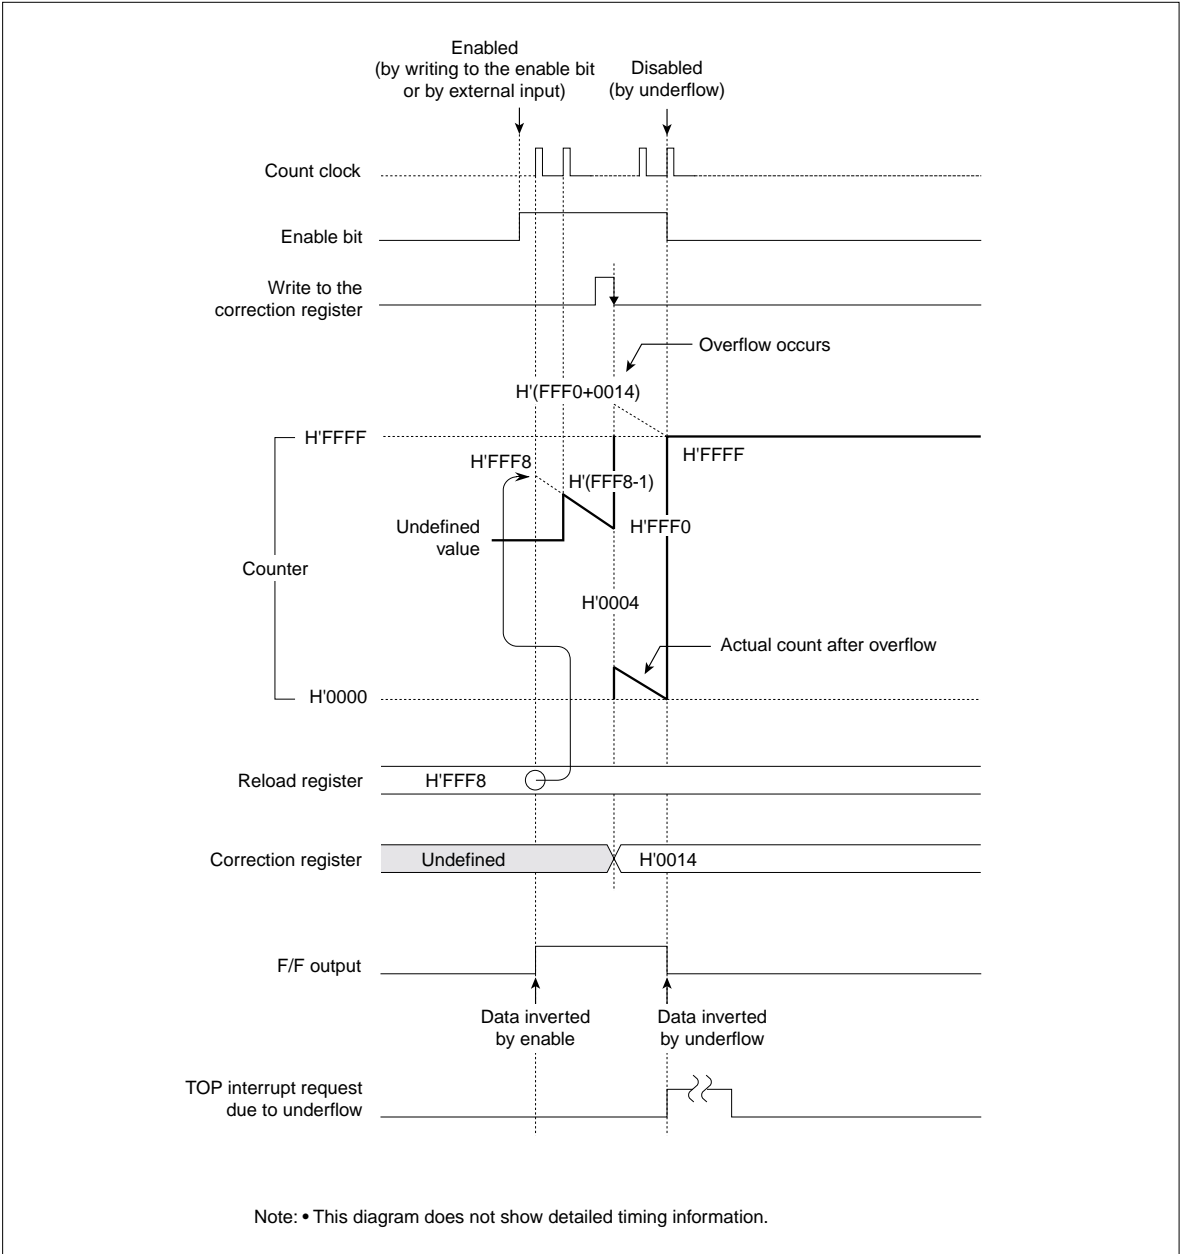 Enabled
(by writing to the enable bit
or by external input)
Disabled
(by underflow)
Count clock
Enable bit
Write to the
correction register
Overflow occurs
H'(FFF0+0014)
H'FFFF
H'FFFF
H'FFF8
H'(FFF8-1)
Undefined
value
H'FFF0
Counter
H'0004
Actual count after overflow
H'0000
Reload register
H'FFF8
Correction register
Undefined
H'0014
F/F output
Data inverted
by enable
Data inverted
by underflow
TOP interrupt request
due to underflow
Note: • This diagram does not show detailed timing information.